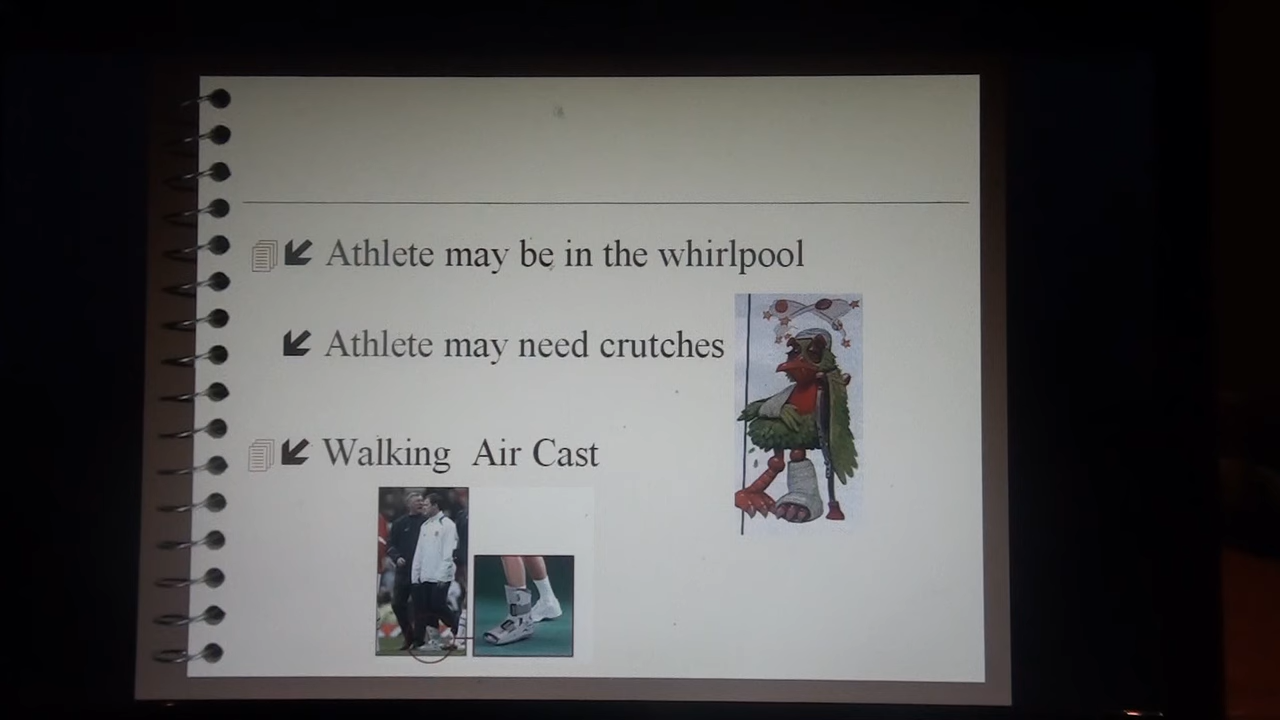 Athlete may be in the whirlpool
Athlete may need crutches
Walking Air Cast